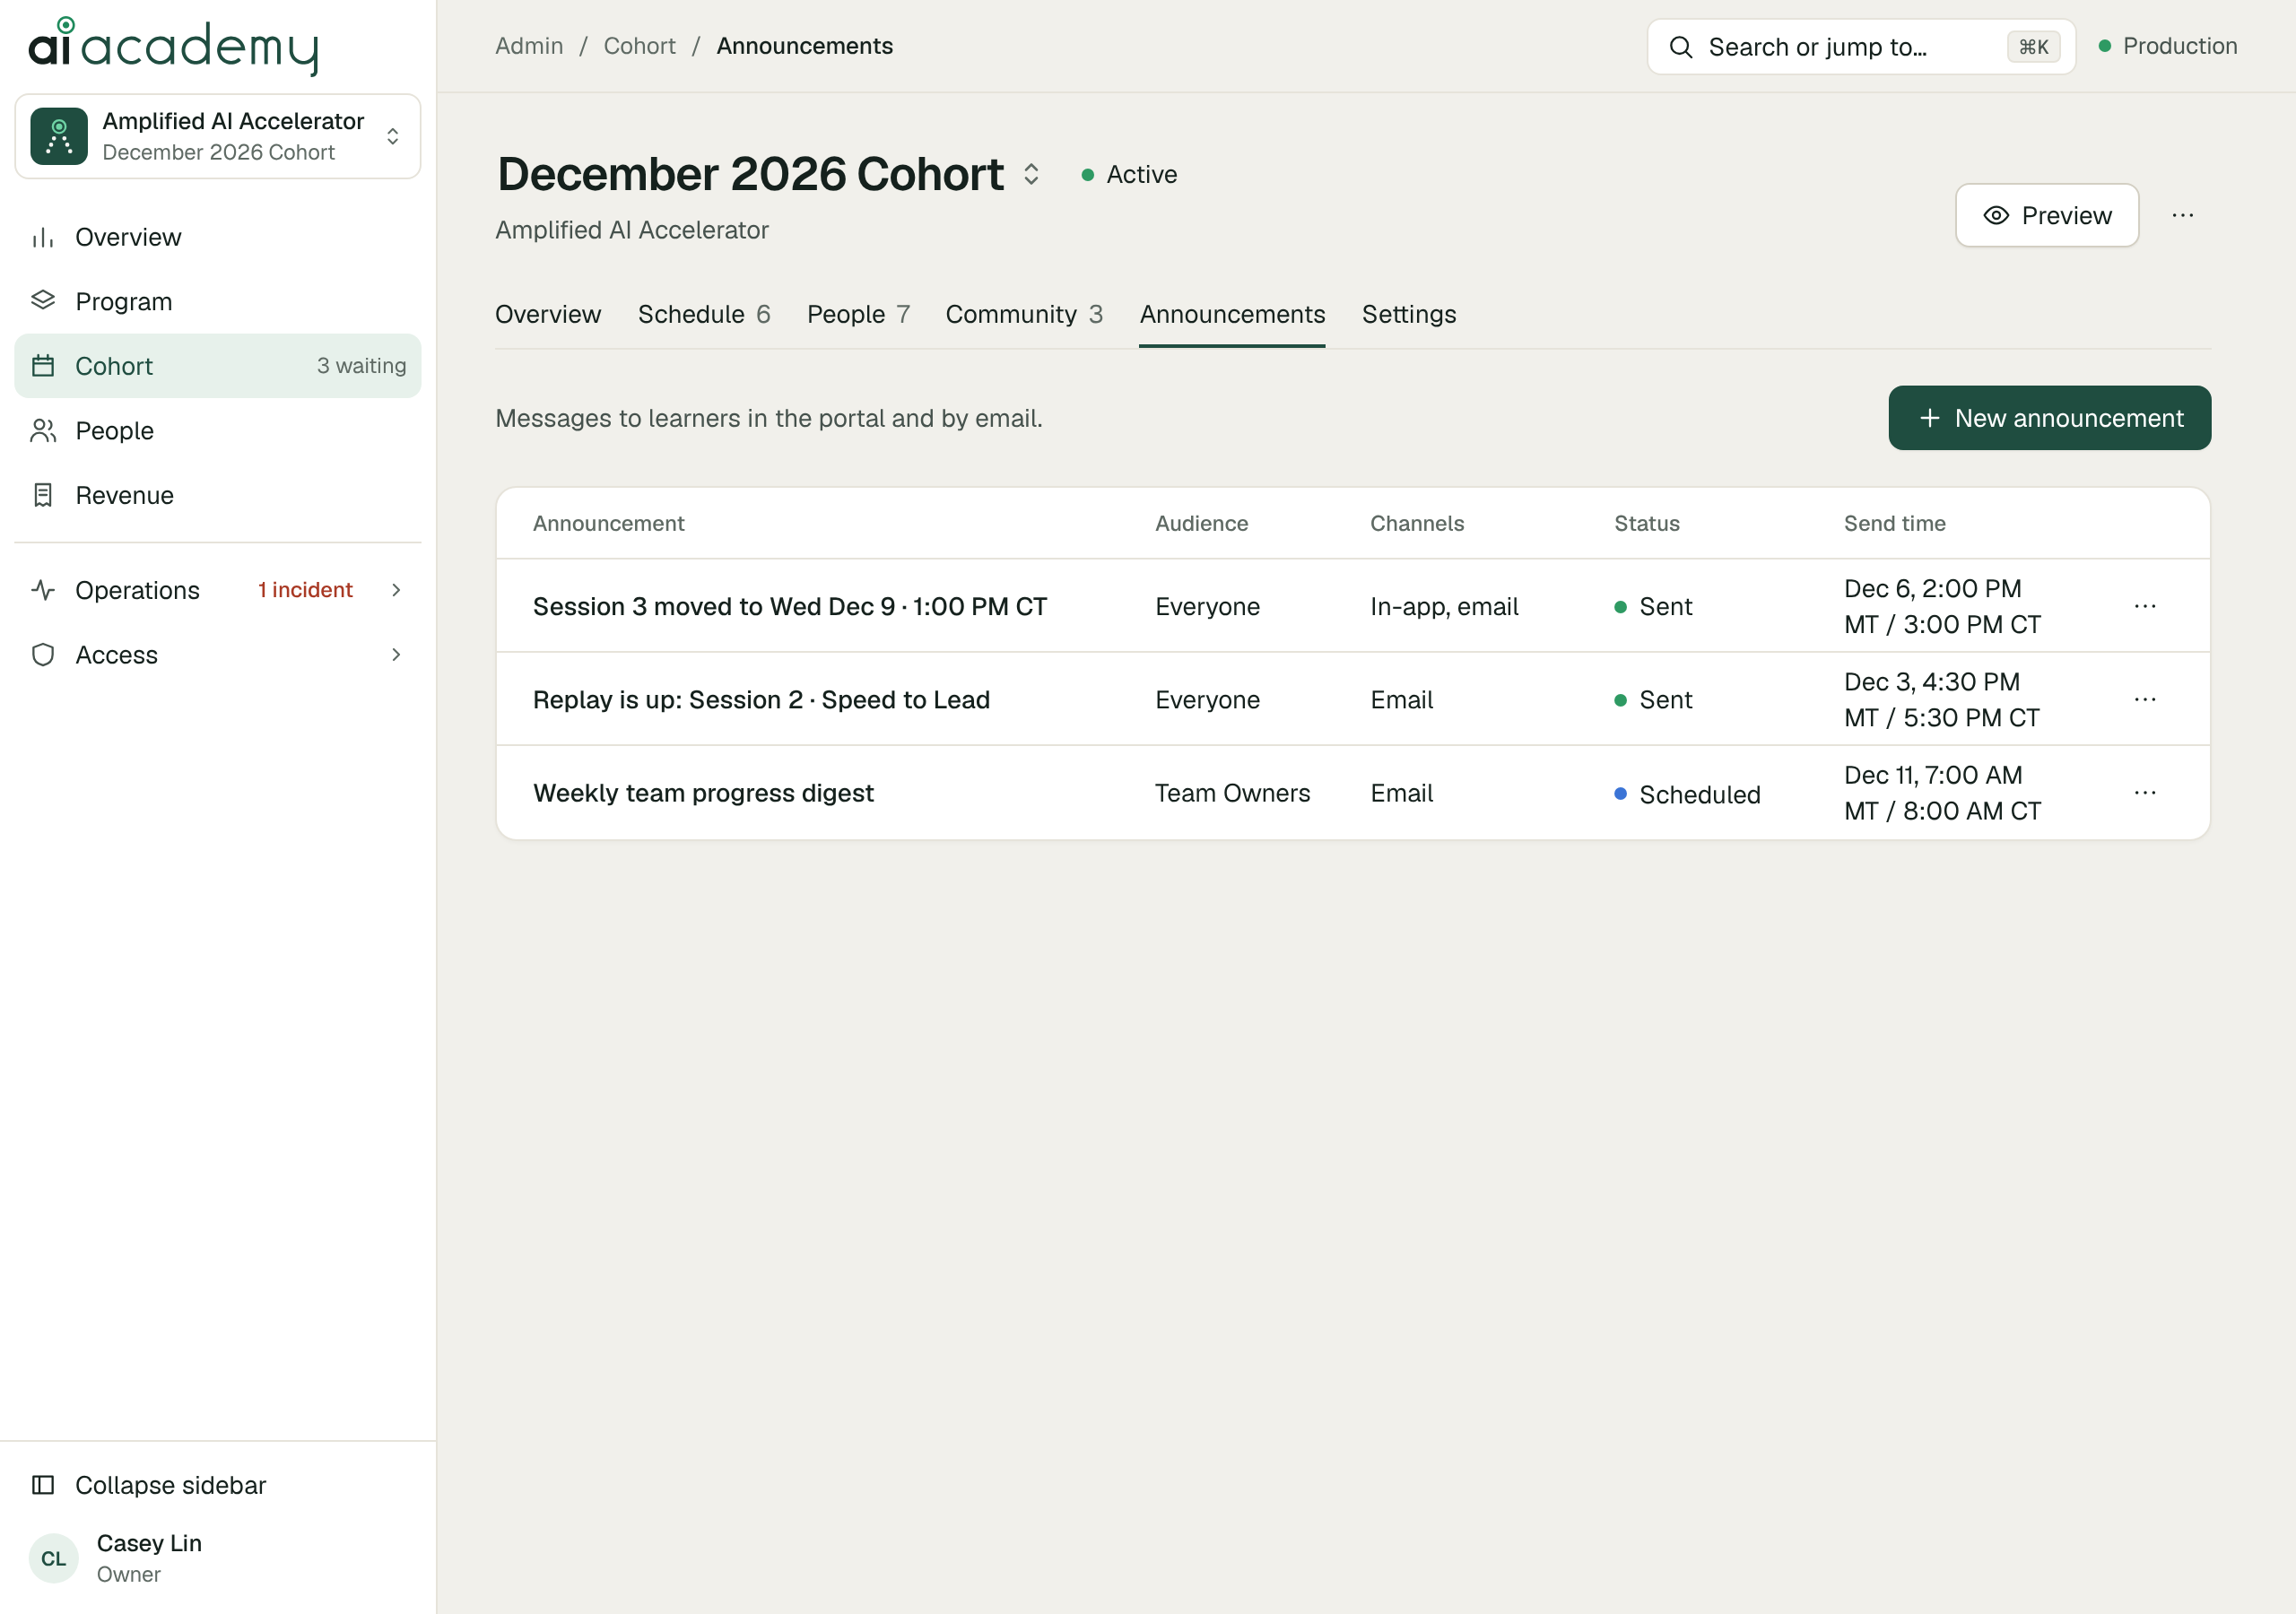 ai academy
Amplified AI Accelerator
December 2026 Cohort
Overview
Program
Cohort 3 waiting
People
Revenue
Operations 1 incident
Access
Collapse sidebar
CL
Casey Lin
Owner
Admin / Cohort / Announcements
Search or jump to... ⌘K
Production
December 2026 Cohort
Active
Amplified AI Accelerator
Preview
Overview Schedule 6 People 7 Community 3 Announcements Settings
Messages to learners in the portal and by email.
+ New announcement
Announcement Audience Channels Status Send time
Session 3 moved to Wed Dec 9 · 1:00 PM CT Everyone In-app, email Sent Dec 6, 2:00 PM
MT / 3:00 PM CT
Replay is up: Session 2 · Speed to Lead Everyone Email Sent Dec 3, 4:30 PM
MT / 5:30 PM CT
Weekly team progress digest Team Owners Email Scheduled Dec 11, 7:00 AM
MT / 8:00 AM CT